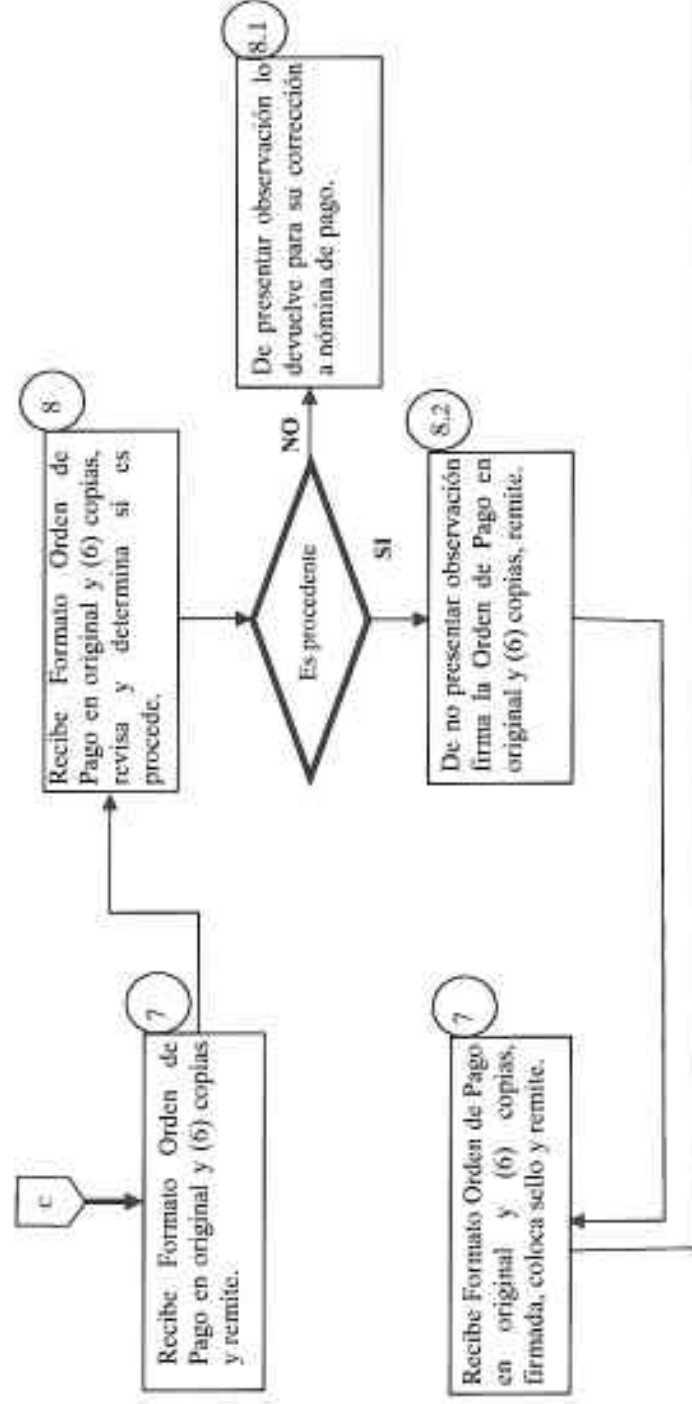 c
7
Recibe Formato Orden de
Pago en original y (6) copias
y remite.
8
Recibe Formato Orden de
Pago en original y (6) copias,
revisa y determina si es
procede.
Es procedente
NO
8.1
De presentar observación lo
devuelve para su corrección
a nómina de pago.
SI
8.2
De no presentar observación
firma la Orden de Pago en
original y (6) copias, remite.
7
Recibe Formato Orden de Pago
en original y (6) copias,
firmada, coloca sello y remite.